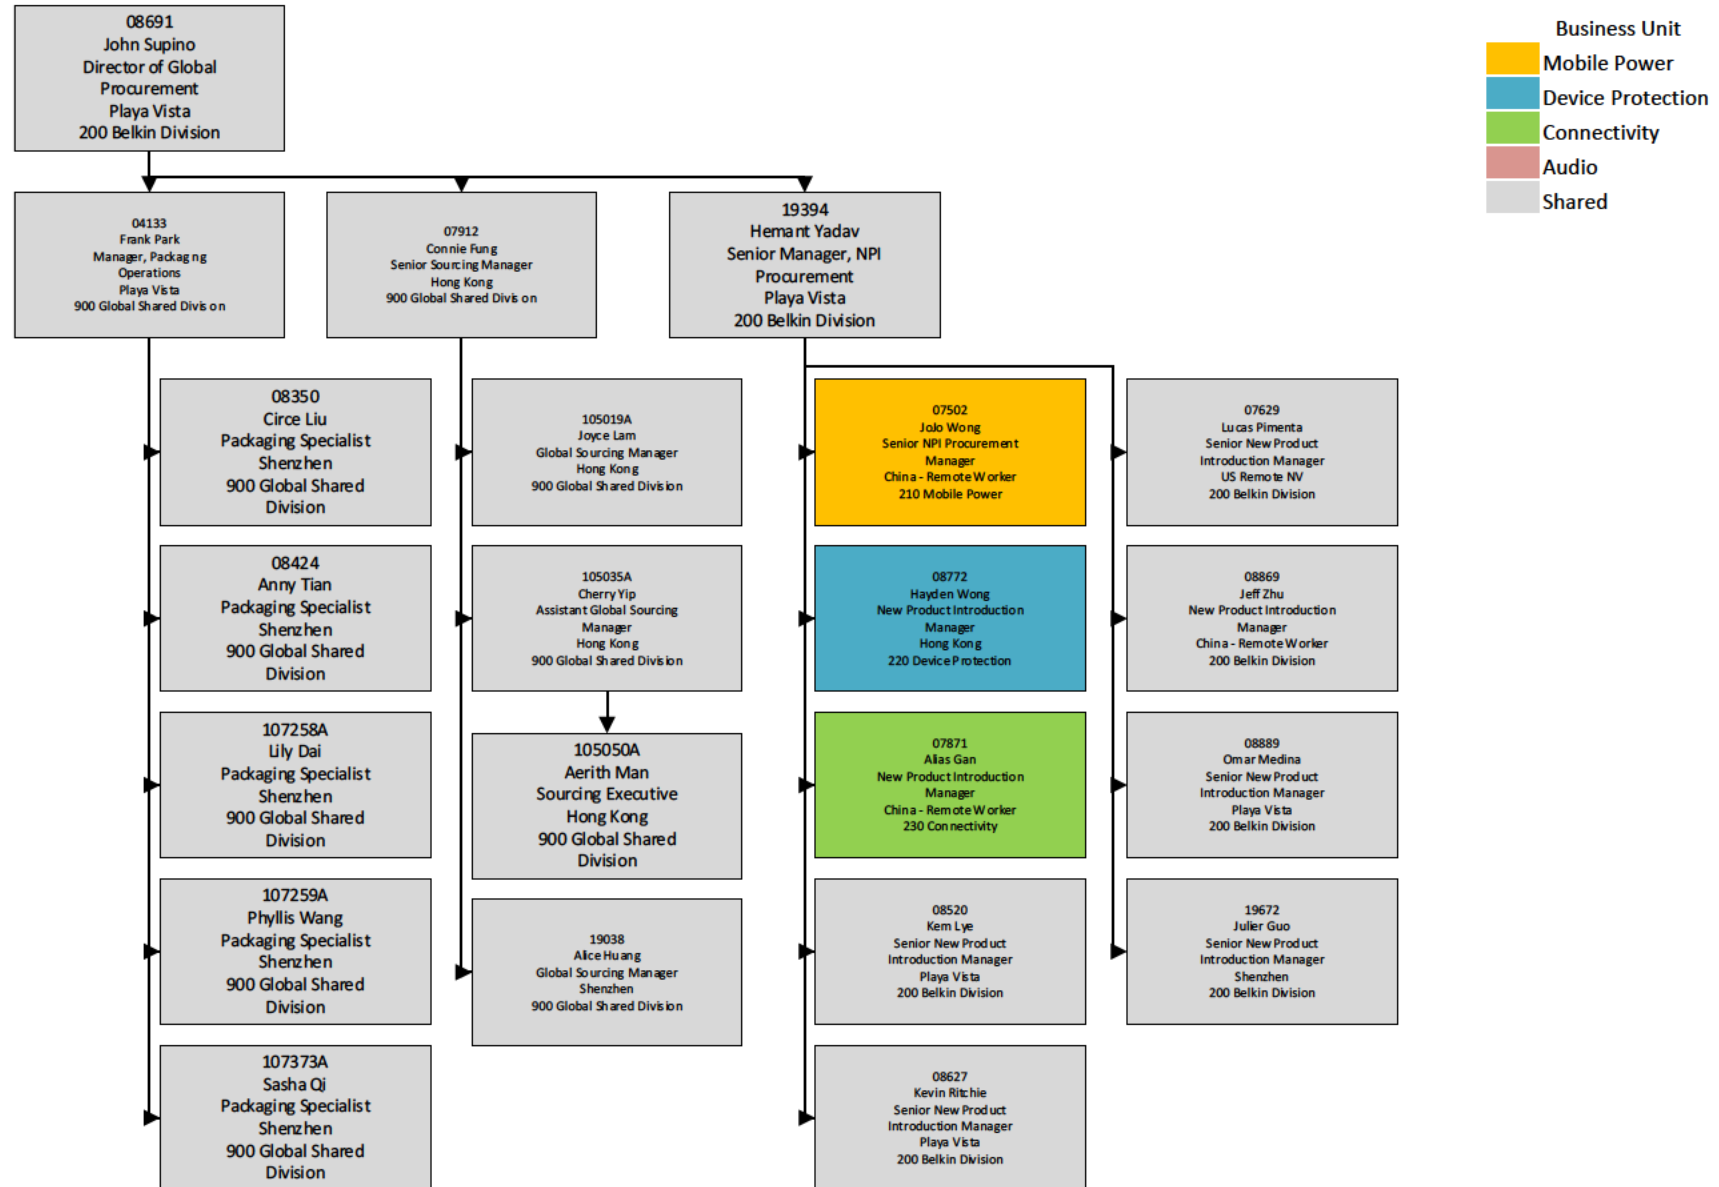 08691
John Supino
Director of Global
Procurement
Playa Vista
200 Belkin Division
Business Unit
Mobile Power
Device Protection
Connectivity
Audio
Shared
04133
Frank Park
Manager, Packaging
Operations
Playa Vista
900 Global Shared Division
07912
Connie Fung
Senior Sourcing Manager
Hong Kong
900 Global Shared Division
19394
Hemant Yadav
Senior Manager, NPI
Procurement
Playa Vista
200 Belkin Division
08350
Circe Liu
Packaging Specialist
Shenzhen
900 Global Shared
Division
08424
Anny Tian
Packaging Specialist
Shenzhen
900 Global Shared
Division
107258A
Lily Dai
Packaging Specialist
Shenzhen
900 Global Shared
Division
107259A
Phyllis Wang
Packaging Specialist
Shenzhen
900 Global Shared
Division
107373A
Sasha Qi
Packaging Specialist
Shenzhen
900 Global Shared
Division
105019A
Joyce Lam
Global Sourcing Manager
Hong Kong
900 Global Shared Division
105035A
Cherry Yip
Assistant Global Sourcing
Manager
Hong Kong
900 Global Shared Division
105050A
Aerith Man
Sourcing Executive
Hong Kong
900 Global Shared
Division
19038
Alice Huang
Global Sourcing Manager
Shenzhen
900 Global Shared Division
07502
JoJo Wong
Senior NPI Procurement
Manager
China - Remote Worker
210 Mobile Power
08772
Hayden Wong
New Product Introduction
Manager
Hong Kong
220 Device Protection
07871
Alias Gan
New Product Introduction
Manager
China - Remote Worker
230 Connectivity
08520
Kem Lye
Senior New Product
Introduction Manager
Playa Vista
200 Belkin Division
08627
Kevin Ritchie
Senior New Product
Introduction Manager
Playa Vista
200 Belkin Division
07629
Lucas Pimenta
Senior New Product
Introduction Manager
US Remote NV
200 Belkin Division
08869
Jeff Zhu
New Product Introduction
Manager
China - Remote Worker
200 Belkin Division
08889
Omar Medina
Senior New Product
Introduction Manager
Playa Vista
200 Belkin Division
19672
Julier Guo
Senior New Product
Introduction Manager
Shenzhen
200 Belkin Division